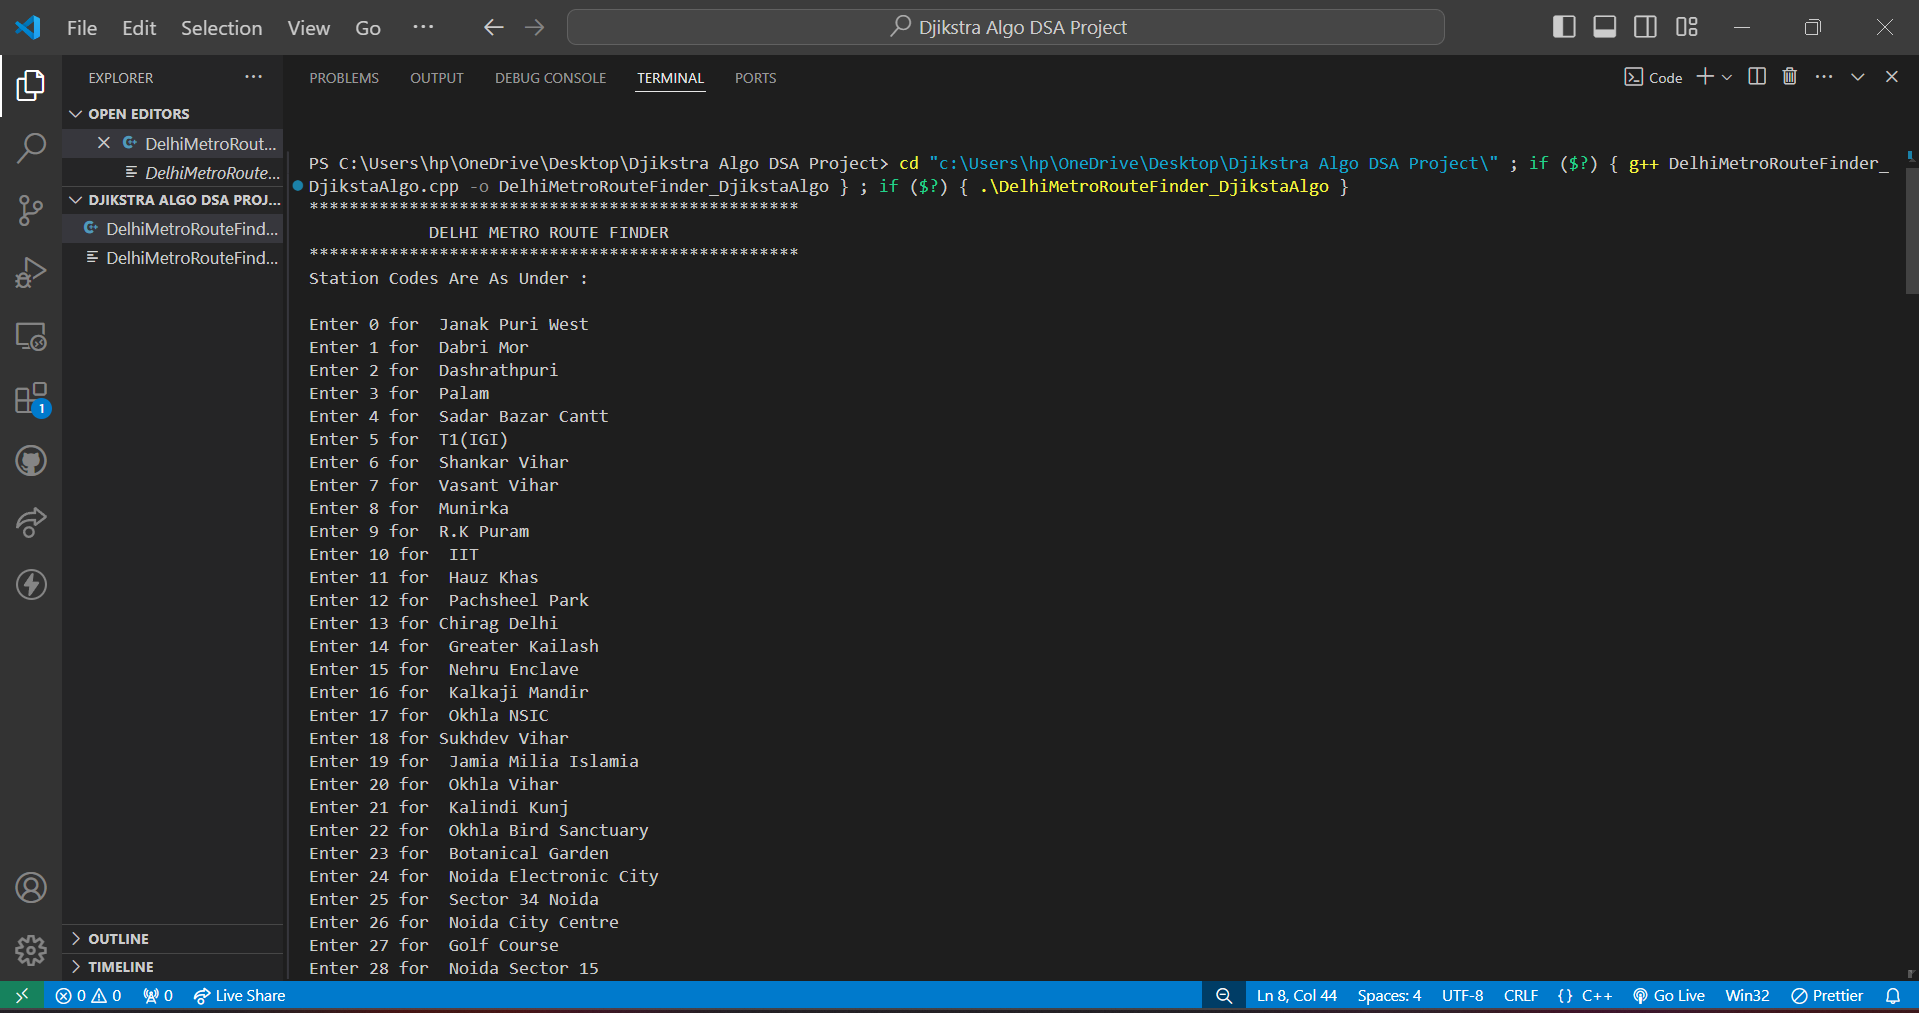 File Edit Selection View Go ··· Djikstra Algo DSA Project
EXPLORER ···
OPEN EDITORS
DelhiMetroRout...
DelhiMetroRoute...
DJIKSTRA ALGO DSA PROJ...
DelhiMetroRouteFind...
DelhiMetroRouteFind...
OUTLINE
TIMELINE
1
PROBLEMS OUTPUT DEBUG CONSOLE TERMINAL PORTS
Code
PS C:\Users\hp\OneDrive\Desktop\Djikstra Algo DSA Project> cd "c:\Users\hp\OneDrive\Desktop\Djikstra Algo DSA Project\" ; if ($?) { g++ DelhiMetroRouteFinder_
DjikstaAlgo.cpp -o DelhiMetroRouteFinder_DjikstaAlgo } ; if ($?) { .\DelhiMetroRouteFinder_DjikstaAlgo }
*************************************************
DELHI METRO ROUTE FINDER
*************************************************
Station Codes Are As Under :
Enter 0 for  Janak Puri West
Enter 1 for  Dabri Mor
Enter 2 for  Dashrathpuri
Enter 3 for  Palam
Enter 4 for  Sadar Bazar Cantt
Enter 5 for  T1(IGI)
Enter 6 for  Shankar Vihar
Enter 7 for  Vasant Vihar
Enter 8 for  Munirka
Enter 9 for  R.K Puram
Enter 10 for  IIT
Enter 11 for  Hauz Khas
Enter 12 for  Pachsheel Park
Enter 13 for Chirag Delhi
Enter 14 for  Greater Kailash
Enter 15 for  Nehru Enclave
Enter 16 for  Kalkaji Mandir
Enter 17 for  Okhla NSIC
Enter 18 for Sukhdev Vihar
Enter 19 for  Jamia Milia Islamia
Enter 20 for  Okhla Vihar
Enter 21 for  Kalindi Kunj
Enter 22 for  Okhla Bird Sanctuary
Enter 23 for  Botanical Garden
Enter 24 for  Noida Electronic City
Enter 25 for  Sector 34 Noida
Enter 26 for  Noida City Centre
Enter 27 for  Golf Course
Enter 28 for  Noida Sector 15
0 0 0 Live Share Ln 8, Col 44 Spaces: 4 UTF-8 CRLF {} C++ Go Live Win32 Prettier